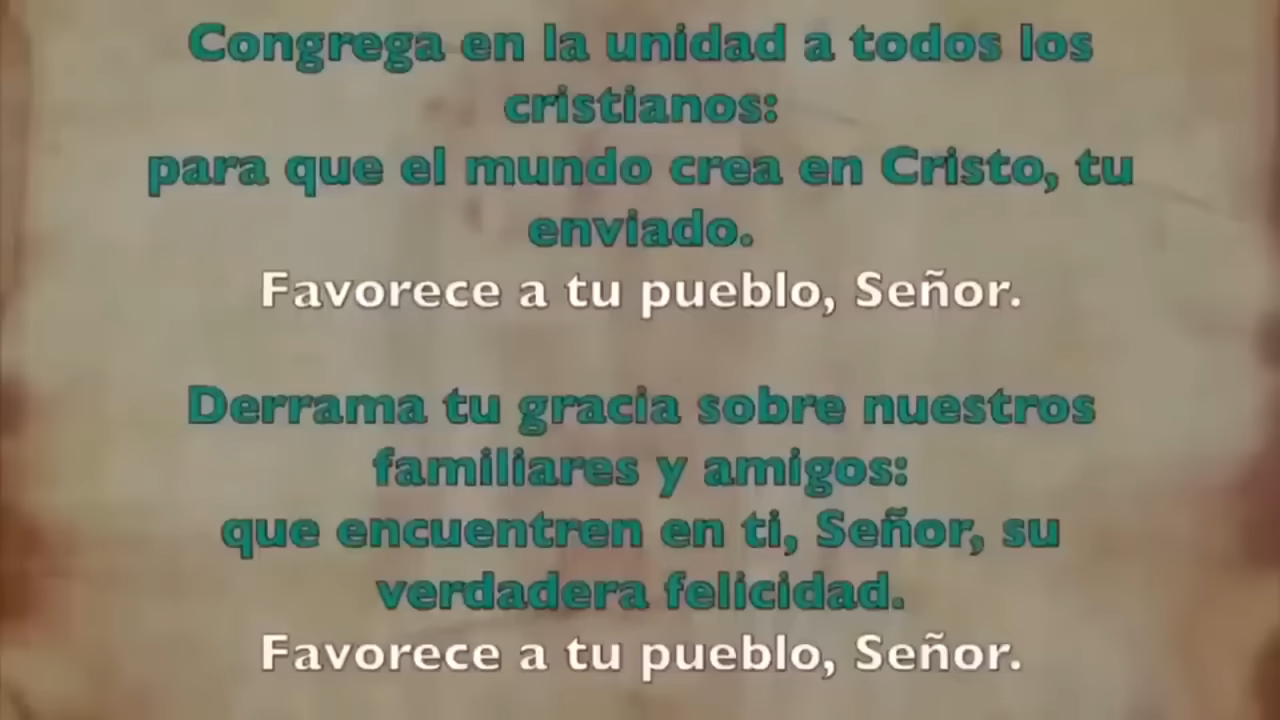 Congrega en la unidad a todos los
cristianos:
para que el mundo crea en Cristo, tu
enviado.
Favorece a tu pueblo, Señor.
Derrama tu gracia sobre nuestros
familiares y amigos:
que encuentren en ti, Señor, su
verdadera felicidad.
Favorece a tu pueblo, Señor.